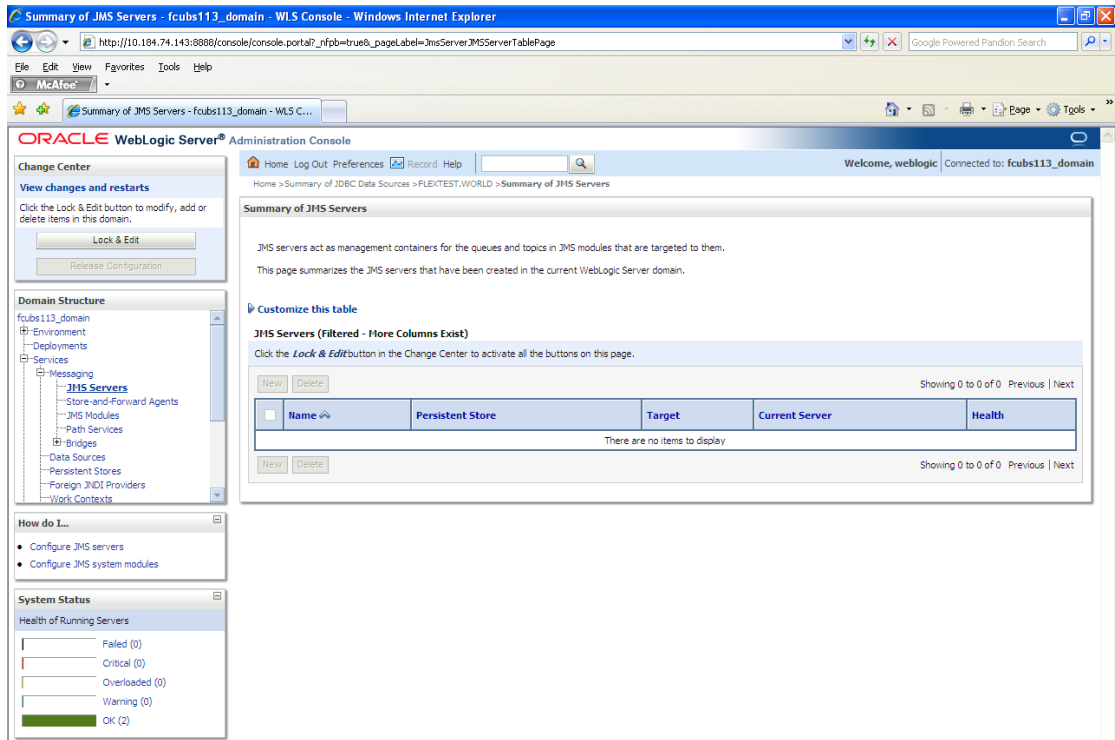 Summary of JMS Servers - fcubs113_domain - WLS Console - Windows Internet Explorer
http://10.184.74.143:8888/console/console.portal?_nfpb=true&_pageLabel=JmsServerJMSServerTablePage
Google Powered Pandion Search
File Edit View Favorites Tools Help
McAfee
Summary of JMS Servers - fcubs113_domain - WLS C...
Page Tools »
ORACLE WebLogic Server® Administration Console
Change Center
View changes and restarts
Click the Lock & Edit button to modify, add or
delete items in this domain.
Lock & Edit
Release Configuration
Domain Structure
fcubs113_domain
Environment
Deployments
Services
Messaging
JMS Servers
Store-and-Forward Agents
JMS Modules
Path Services
Bridges
Data Sources
Persistent Stores
Foreign JNDI Providers
Work Contexts
How do I...
Configure JMS servers
Configure JMS system modules
System Status
Health of Running Servers
Failed (0)
Critical (0)
Overloaded (0)
Warning (0)
OK (2)
Home Log Out Preferences Record Help
Welcome, weblogic Connected to: fcubs113_domain
Home >Summary of JDBC Data Sources >FLEXTEST.WORLD >Summary of JMS Servers
Summary of JMS Servers
JMS servers act as management containers for the queues and topics in JMS modules that are targeted to them.
This page summarizes the JMS servers that have been created in the current WebLogic Server domain.
Customize this table
JMS Servers (Filtered - More Columns Exist)
Click the Lock & Edit button in the Change Center to activate all the buttons on this page.
New Delete Showing 0 to 0 of 0 Previous | Next
Name Persistent Store Target Current Server Health
There are no items to display
New Delete Showing 0 to 0 of 0 Previous | Next